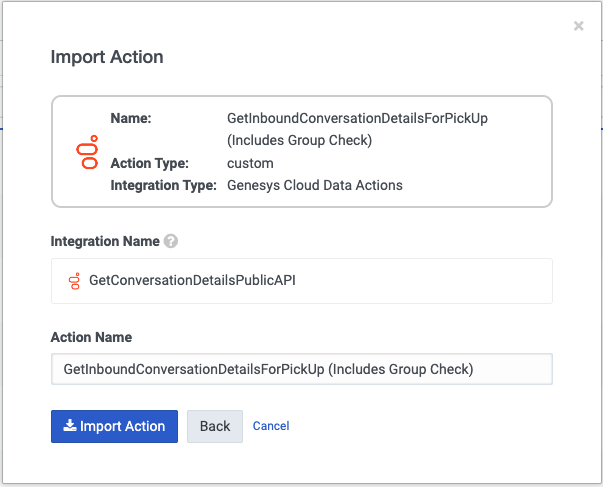 ×
Import Action
Name: GetInboundConversationDetailsForPickUp
(Includes Group Check)
Action Type: custom
Integration Type: Genesys Cloud Data Actions
Integration Name ?
GetConversationDetailsPublicAPI
Action Name
GetInboundConversationDetailsForPickUp (Includes Group Check)
Import Action Back Cancel